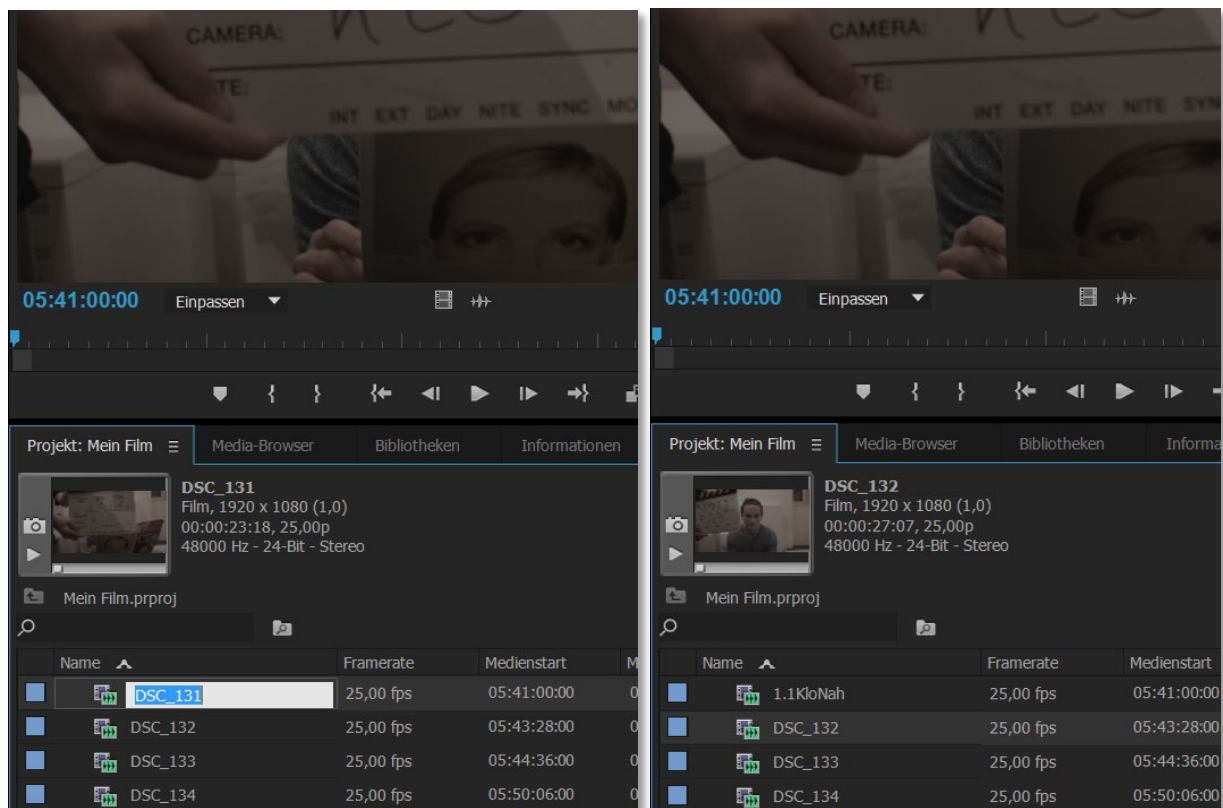 CAMERA:
TE:
INT EXT DAY NITE SYNC MO
05:41:00:00 Einpassen
Projekt: Mein Film Media-Browser Bibliotheken Informationen
DSC_131
Film, 1920 x 1080 (1,0)
00:00:23:18, 25,00p
48000 Hz - 24-Bit - Stereo
Mein Film.prproj
Name Framerate Medienstart M
DSC_131 25,00 fps 05:41:00:00 0
DSC_132 25,00 fps 05:43:28:00 0
DSC_133 25,00 fps 05:44:36:00 0
DSC_134 25,00 fps 05:50:06:00 0
CAMERA:
TE:
INT EXT DAY NITE SYN
05:41:00:00 Einpassen
Projekt: Mein Film Media-Browser Bibliotheken Informa
DSC_132
Film, 1920 x 1080 (1,0)
00:00:27:07, 25,00p
48000 Hz - 24-Bit - Stereo
Mein Film.prproj
Name Framerate Medienstart
1.1KloNah 25,00 fps 05:41:00:00
DSC_132 25,00 fps 05:43:28:00
DSC_133 25,00 fps 05:44:36:00
DSC_134 25,00 fps 05:50:06:00